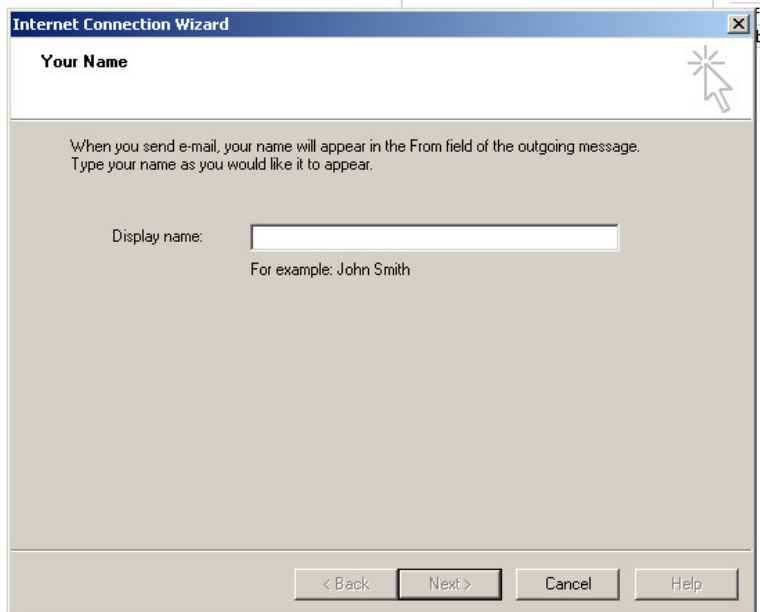 Internet Connection Wizard
Your Name
When you send e-mail, your name will appear in the From field of the outgoing message.
Type your name as you would like it to appear.
Display name:
For example: John Smith
< Back
Next >
Cancel
Help